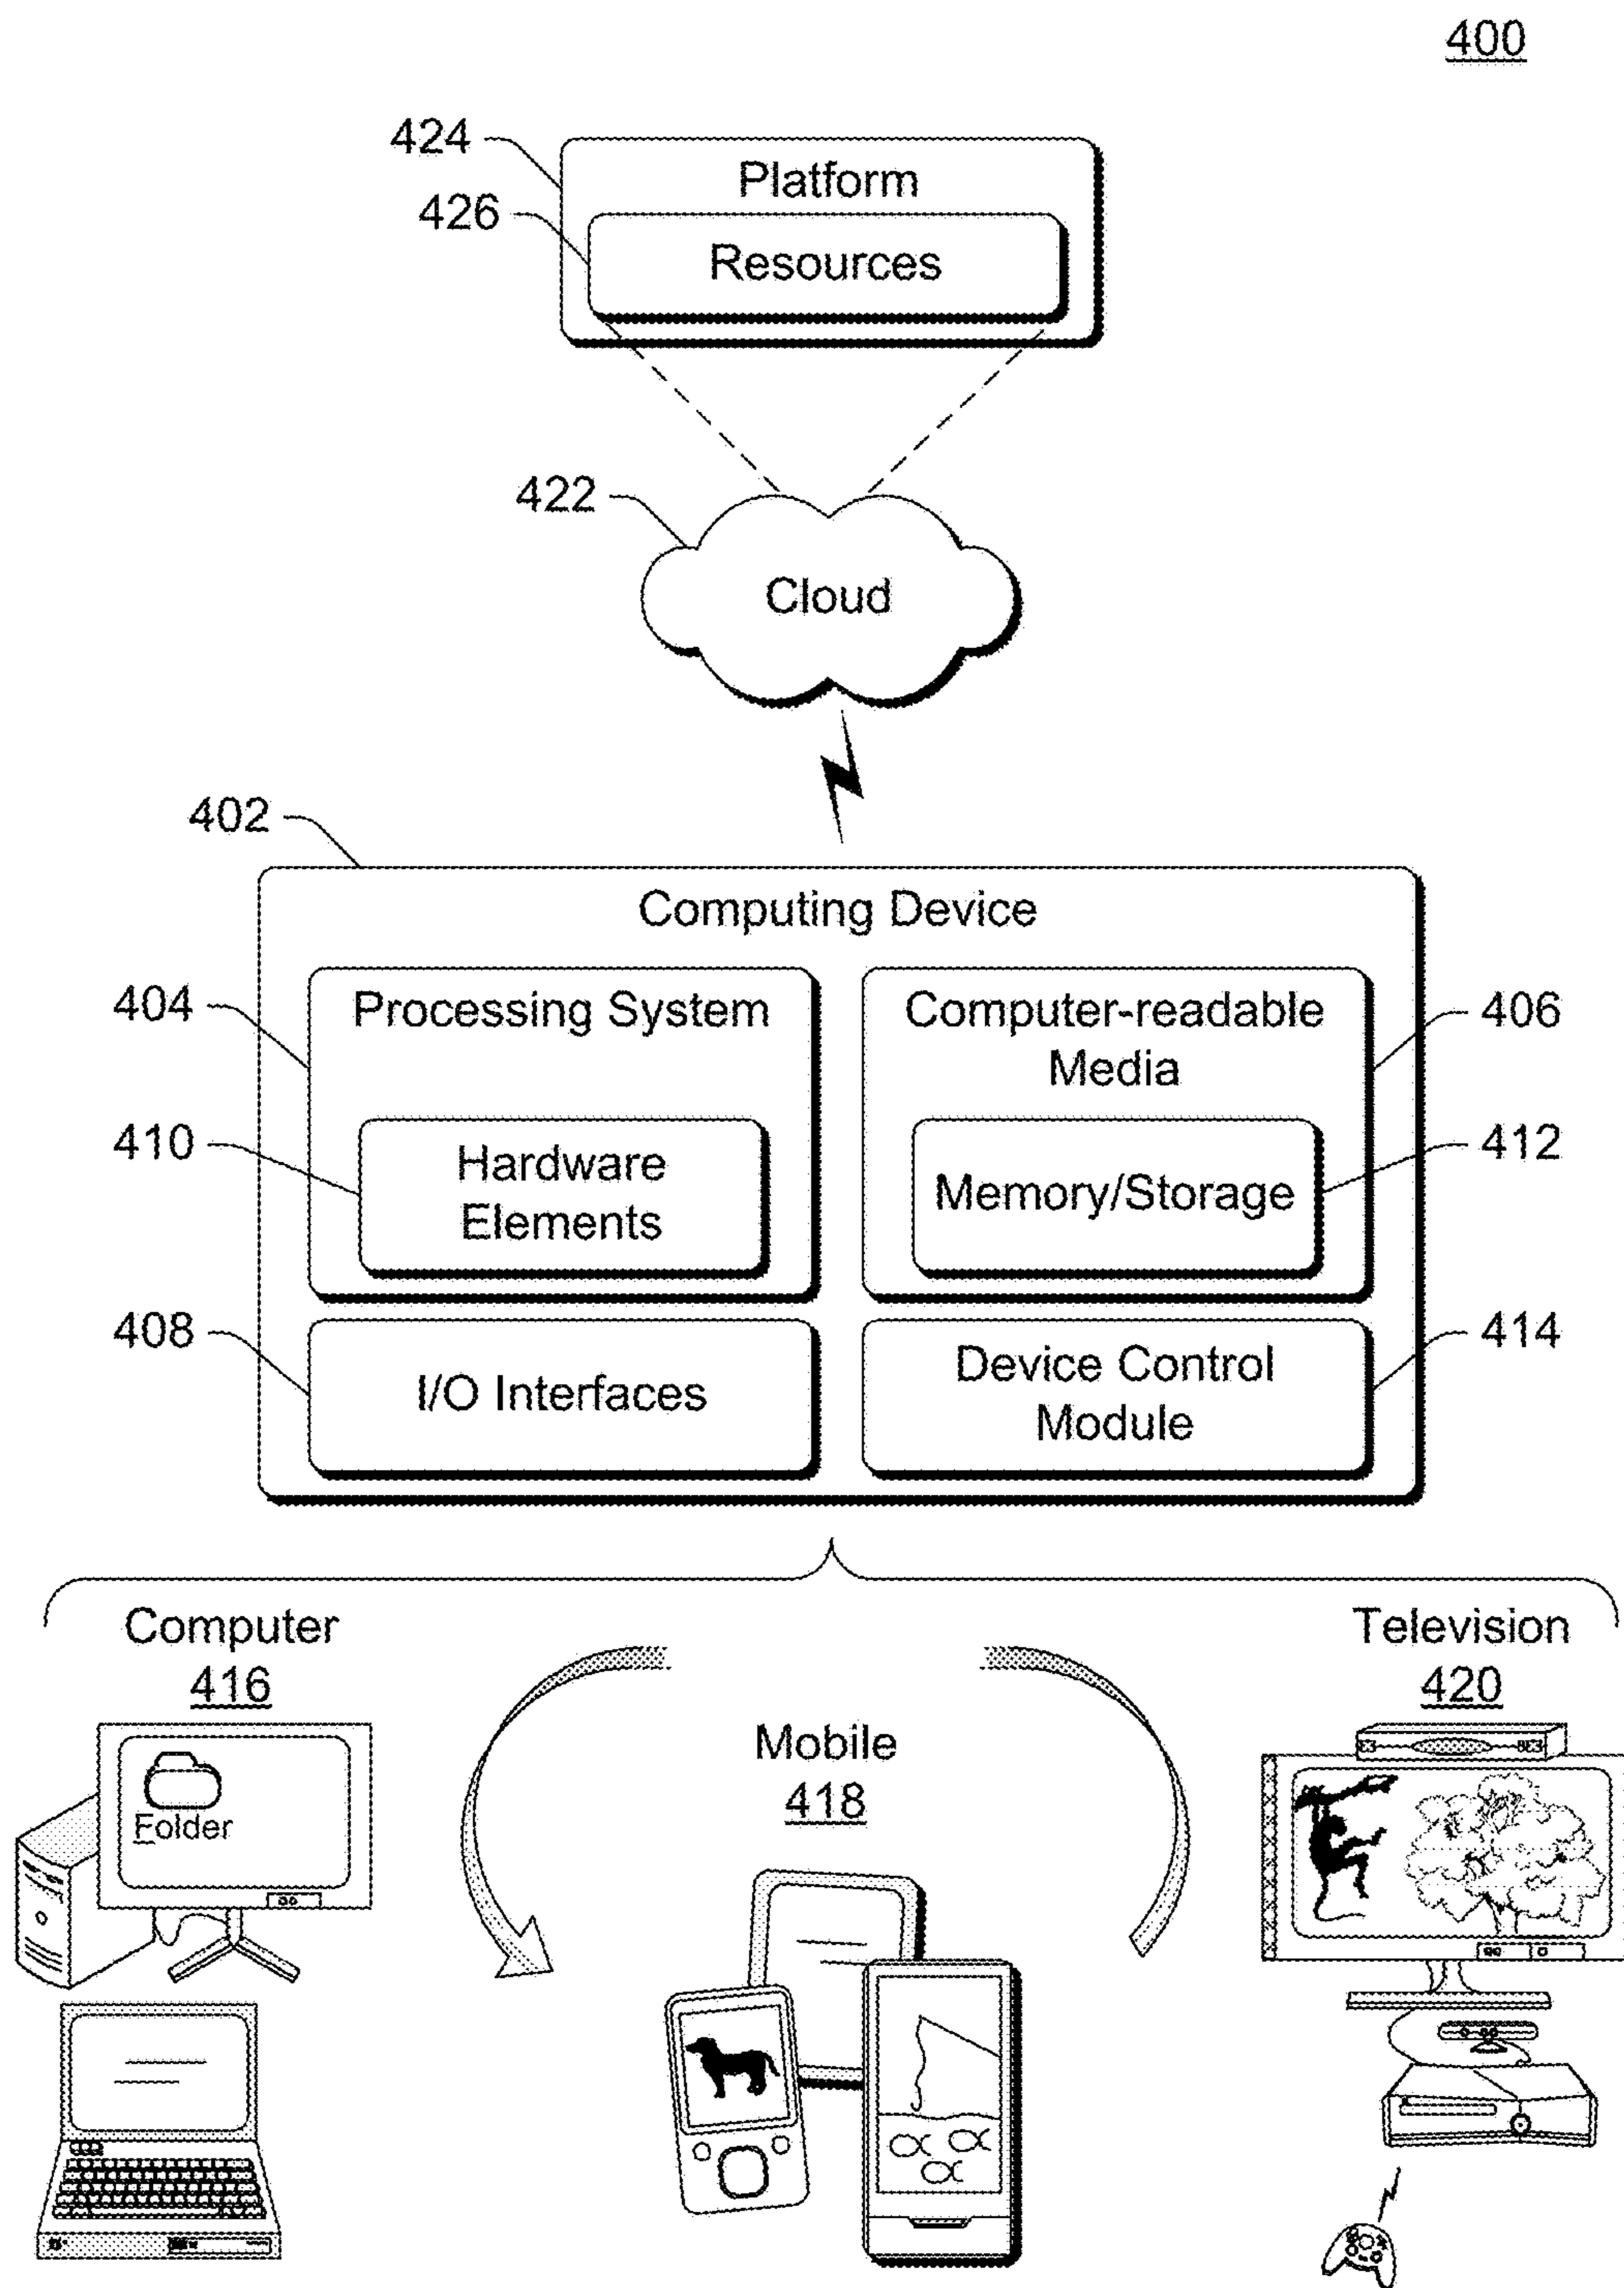 400
424
Platform
426
Resources
422
Cloud
402
Computing Device
404
Processing System
Computer-readable
Media
406
410
Hardware
Elements
Memory/Storage
412
408
I/O Interfaces
Device Control
Module
414
Computer
416
Folder
Mobile
418
Television
420